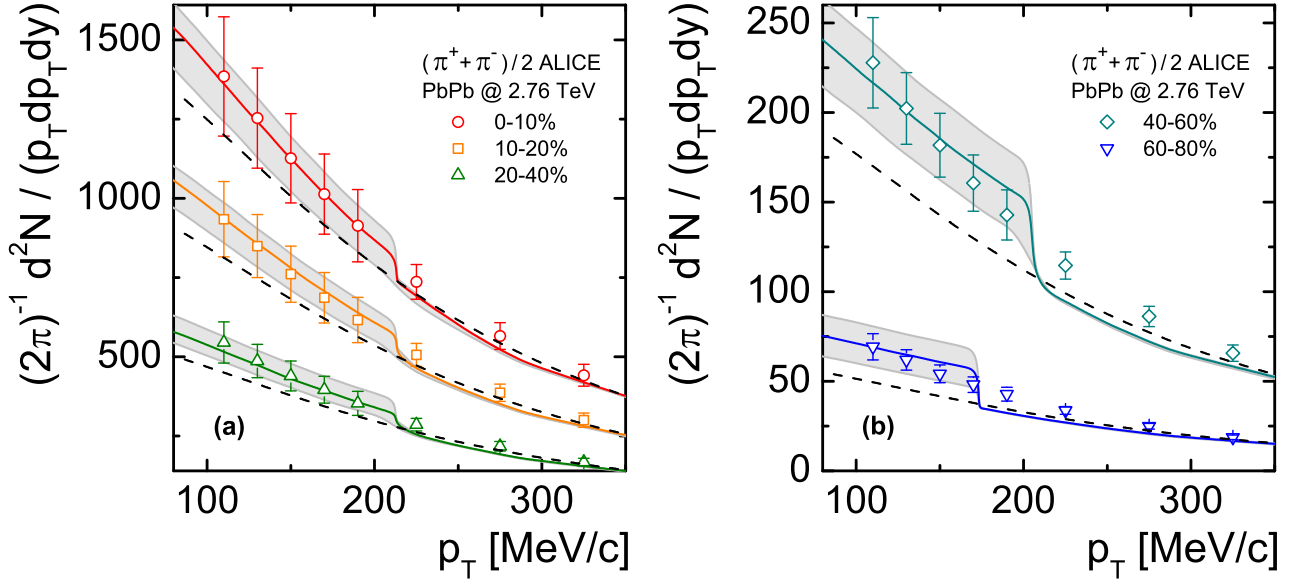 (2π)⁻¹ d²N / (p_T dp_T dy)
1500
1000
500
(π⁺+π⁻)/2 ALICE
PbPb @ 2.76 TeV
0-10%
10-20%
20-40%
(a)
100
200
300
p_T [MeV/c]
(2π)⁻¹ d²N / (p_T dp_T dy)
250
200
150
100
50
0
(π⁺+π⁻)/2 ALICE
PbPb @ 2.76 TeV
40-60%
60-80%
(b)
100
200
300
p_T [MeV/c]